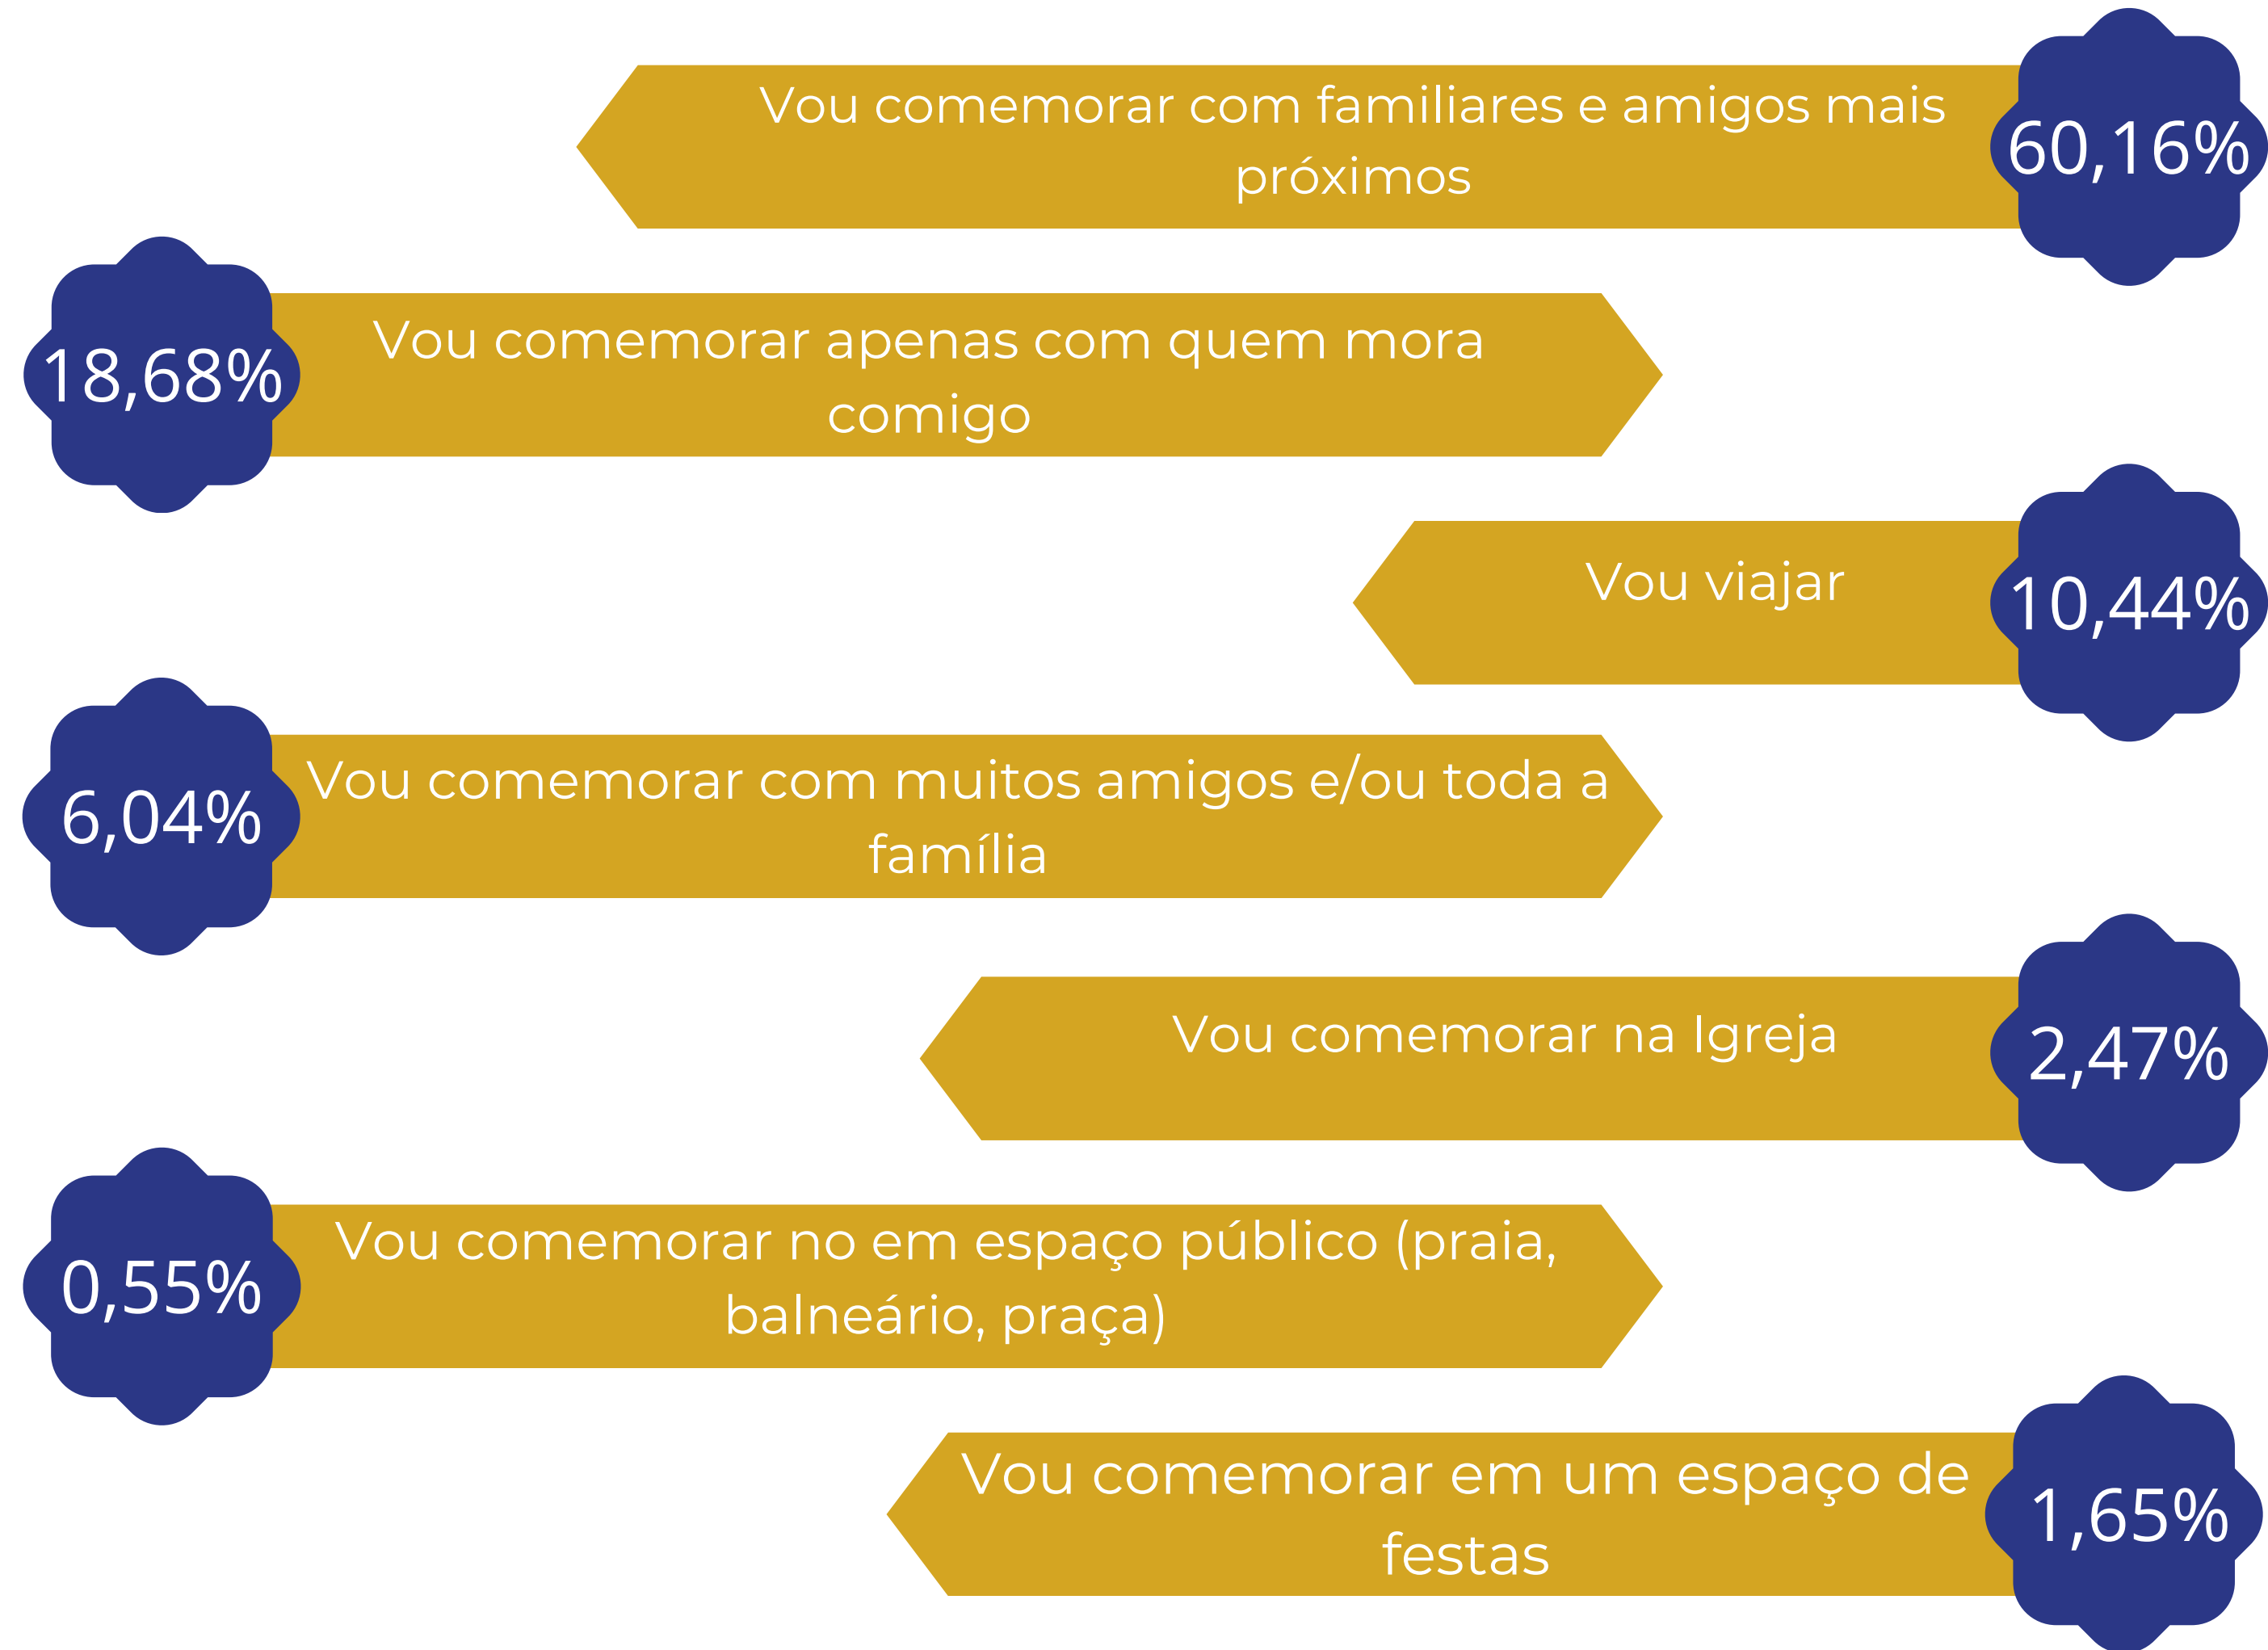 Vou comemorar com familiares e amigos mais
próximos
60,16%
18,68%
Vou comemorar apenas com quem mora
comigo
Vou viajar
10,44%
6,04%
Vou comemorar com muitos amigos e/ou toda a
família
Vou comemorar na Igreja
2,47%
0,55%
Vou comemorar no em espaço público (praia,
balneário, praça)
Vou comemorar em um espaço de
festas
1,65%